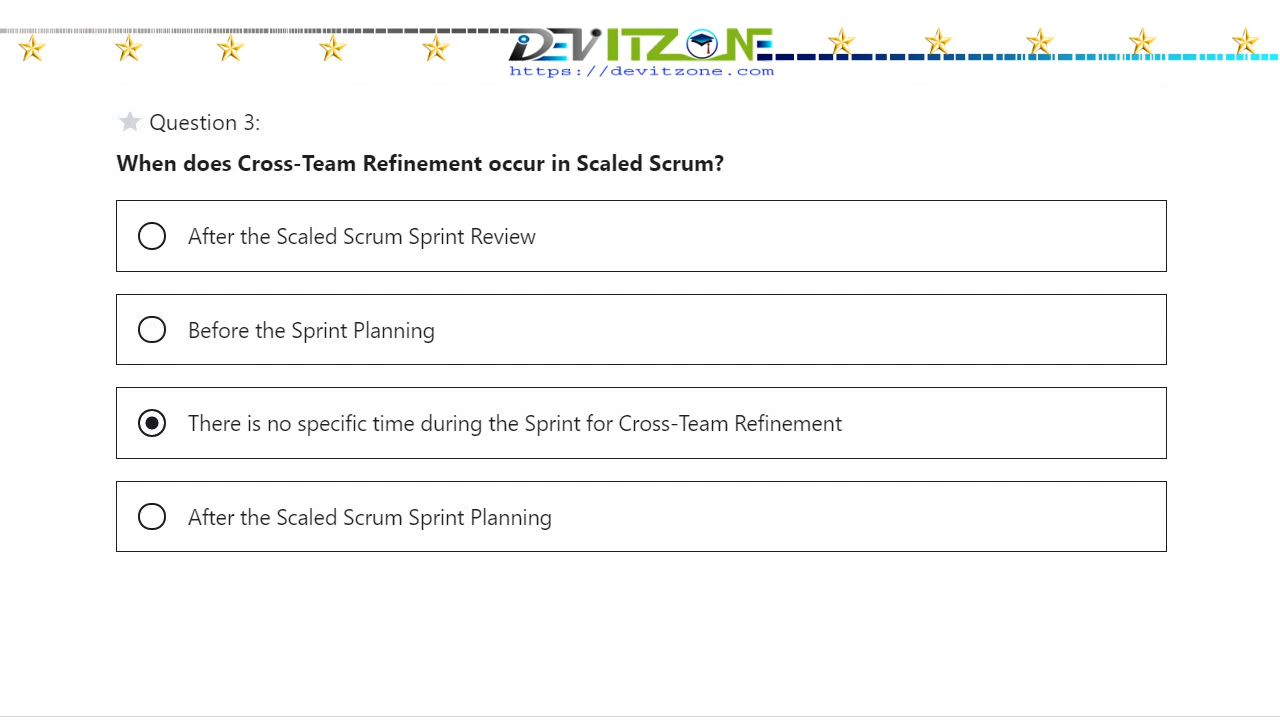 DEVITZONE
https://devitzone.com
Question 3:
When does Cross-Team Refinement occur in Scaled Scrum?
After the Scaled Scrum Sprint Review
Before the Sprint Planning
There is no specific time during the Sprint for Cross-Team Refinement
After the Scaled Scrum Sprint Planning